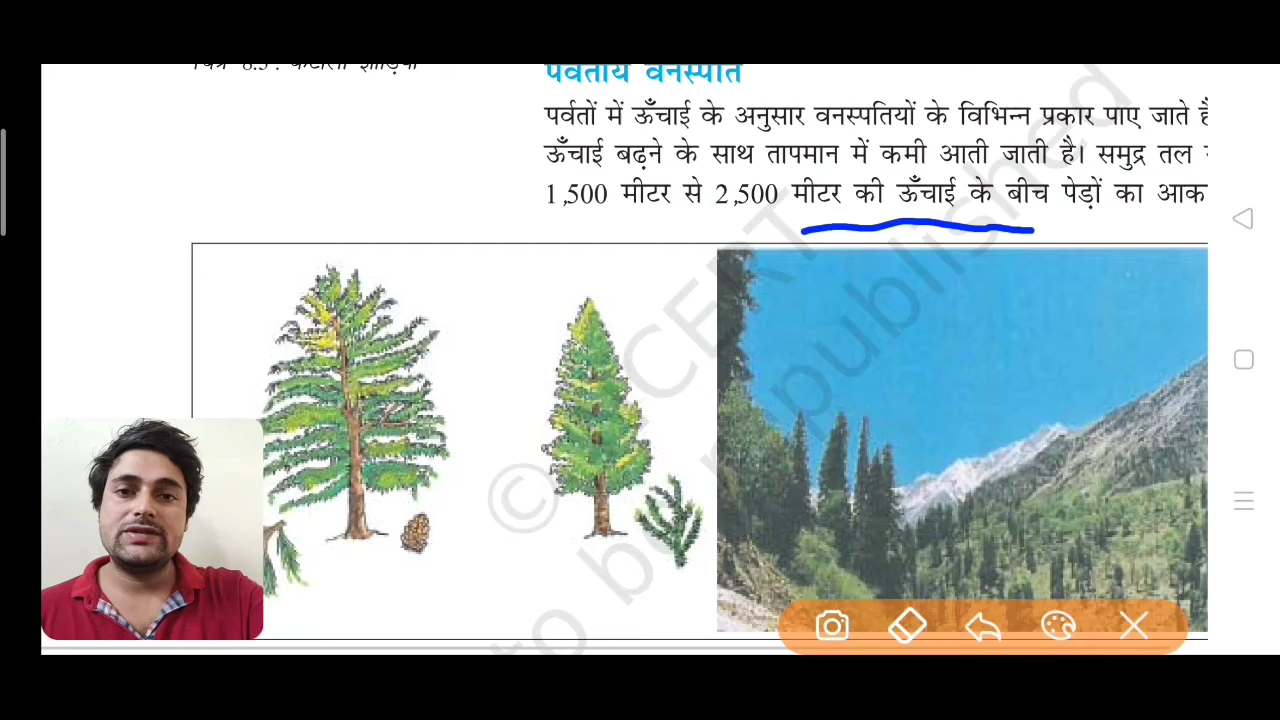 पर्वतीय वनस्पति
पर्वतों में ऊँचाई के अनुसार वनस्पतियों के विभिन्न प्रकार पाए जाते
ऊँचाई बढ़ने के साथ तापमान में कमी आती जाती है। समुद्र तल
1,500 मीटर से 2,500 मीटर की ऊँचाई के बीच पेड़ों का
© NCERT
to be republished